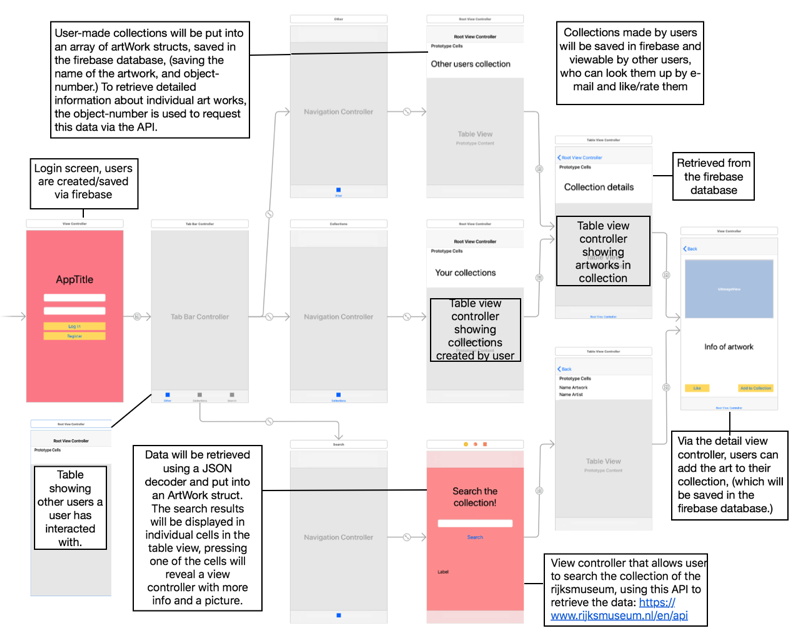 User-made collections will be put into
an array of artWork structs, saved in
the firebase database, (saving the
name of the artwork, and object-
number.) To retrieve detailed
information about individual art works,
the object-number is used to request
this data via the API.
Navigation Controller
Root View Controller
Root View Controller
Prototype Cells
Other users collection
Table View
Prototype Content
Collections made by users
will be saved in firebase and
viewable by other users,
who can look them up by e-
mail and like/rate them
Login screen, users
are created/saved
via firebase
View Controller
AppTitle
Log in
Register
Tab Bar Controller
Tab Bar Controller
Collections
Navigation Controller
Root View Controller
Root View Controller
Prototype Cells
Your collections
Table view
controller
showing
collections
created by user
Table View Controller
Root View Controller
Prototype Cells
Collection details
Table view
controller
showing
artworks in
collection
Retrieved from
the firebase
database
View Controller
Back
Info of artwork
Like
Add to Collection
Via the detail view
controller, users can
add the art to their
collection, (which will
be saved in the
firebase database.)
Table View Controller
Back
Prototype Cells
Name Artwork
Name Artist
Table View
Prototype Content
Root View Controller
Root View Controller
Prototype Cells
Table
showing
other users a
user has
interacted
with.
Data will be retrieved
using a JSON
decoder and put into
an ArtWork struct.
The search results
will be displayed in
individual cells in the
table view, pressing
one of the cells will
reveal a view
controller with more
info and a picture.
Search
Navigation Controller
Search the
collection!
Search
Label
View controller that allows user
to search the collection of the
rijksmuseum, using this API to
retrieve the data: https://
www.rijksmuseum.nl/en/api